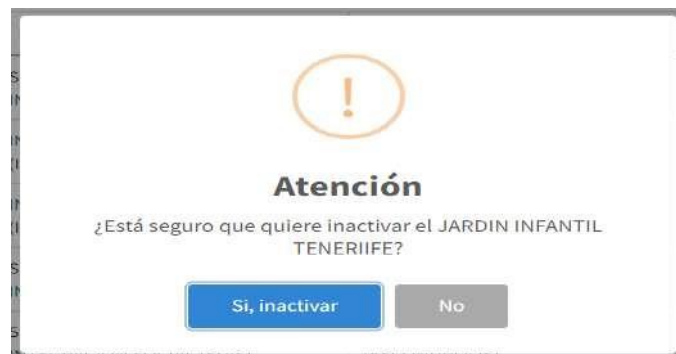 !
Atención
¿Está seguro que quiere inactivar el JARDIN INFANTIL
TENERIIFE?
Si, inactivar
No